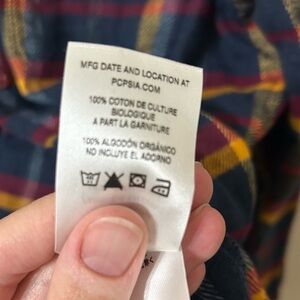 MFG DATE AND LOCATION AT
PCPSIA.COM
100% COTON DE CULTURE
BIOLOGIQUE
A PART LA GARNITURE
100% ALGODÓN ORGÁNICO
NO INCLUYE EL ADORNO